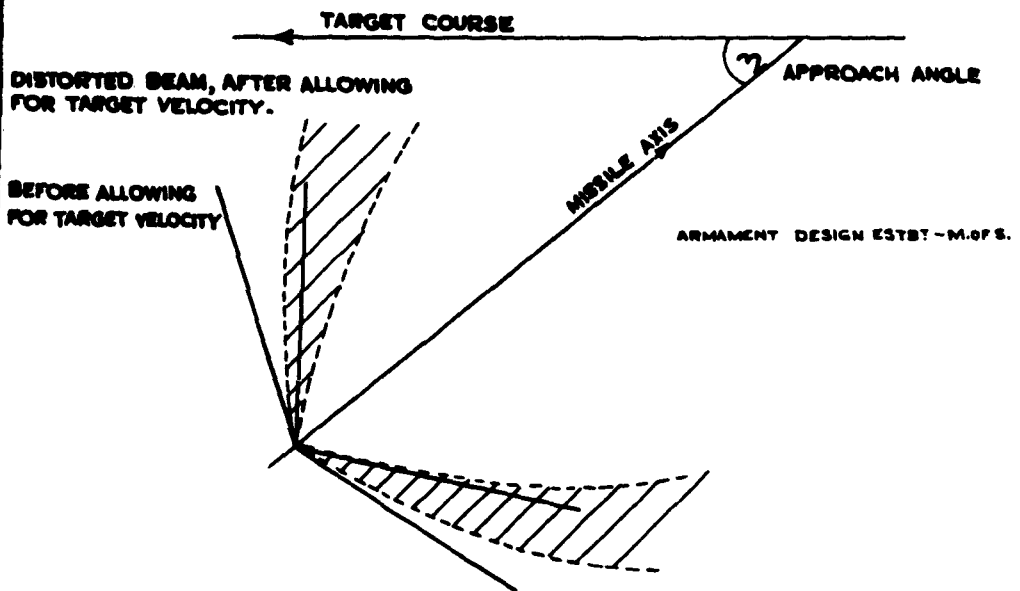 TARGET COURSE
DISTORTED BEAM, AFTER ALLOWING
FOR TARGET VELOCITY.
η
APPROACH ANGLE
MISSILE AXIS
BEFORE ALLOWING
FOR TARGET VELOCITY
ARMAMENT DESIGN ESTBT - M.OF S.